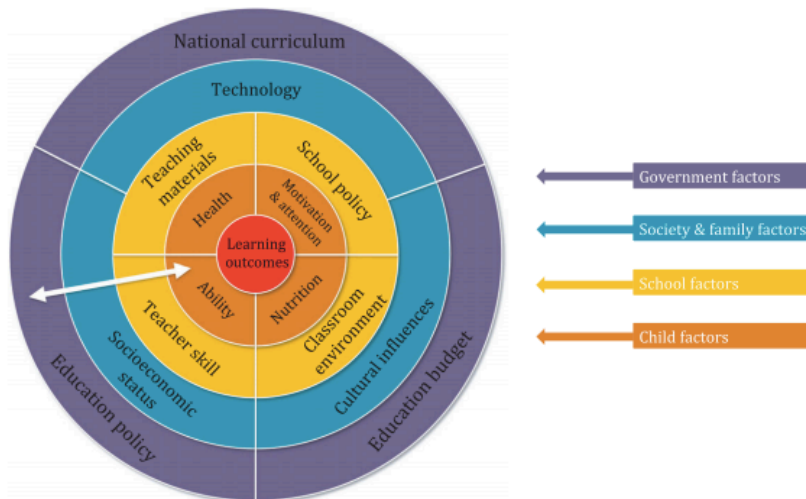 National curriculum
Technology
Teaching
materials
School policy
Health
Motivation
& attention
Learning
outcomes
Ability
Nutrition
Teacher skill
Classroom
environment
Socioeconomic
status
Cultural influences
Education policy
Education budget
Government factors
Society & family factors
School factors
Child factors